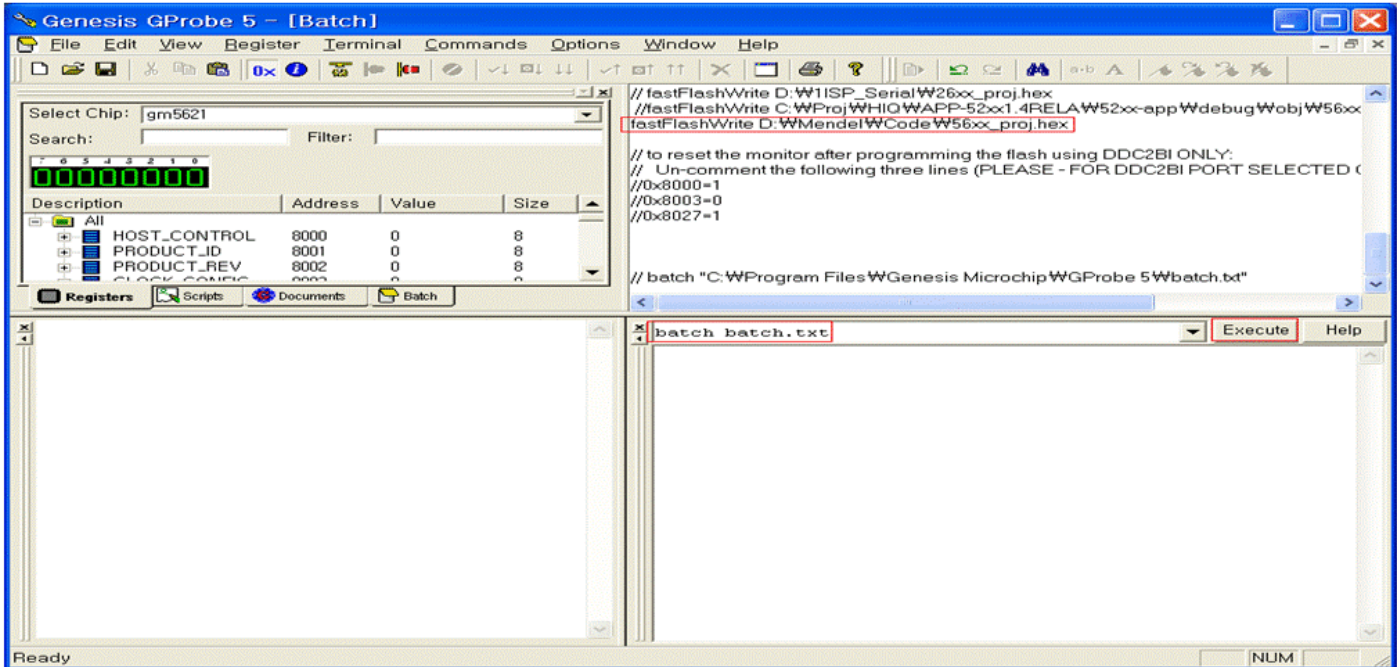 Genesis GProbe 5 - [Batch]
File Edit View Register Terminal Commands Options Window Help
Select Chip: gm5621
Search: Filter:
7 6 5 4 3 2 1 0
00000000
Description Address Value Size
All
HOST_CONTROL 8000 0 8
PRODUCT_ID 8001 0 8
PRODUCT_REV 8002 0 8
Registers Scripts Documents Batch
// fastFlashWrite D:₩1ISP_Serial₩26xx_proj.hex
//fastFlashWrite C:₩Proj₩HIQ₩APP-52xx1.4RELA₩52xx-app₩debug₩obj₩56xx
fastFlashWrite D:₩Mendel₩Code₩56xx_proj.hex
// to reset the monitor after programming the flash using DDC2BI ONLY:
// Un-comment the following three lines (PLEASE - FOR DDC2BI PORT SELECTED
//0x8000=1
//0x8003=0
//0x8027=1
// batch "C:₩Program Files₩Genesis Microchip₩GProbe 5₩batch.txt"
batch batch.txt Execute Help
Ready NUM